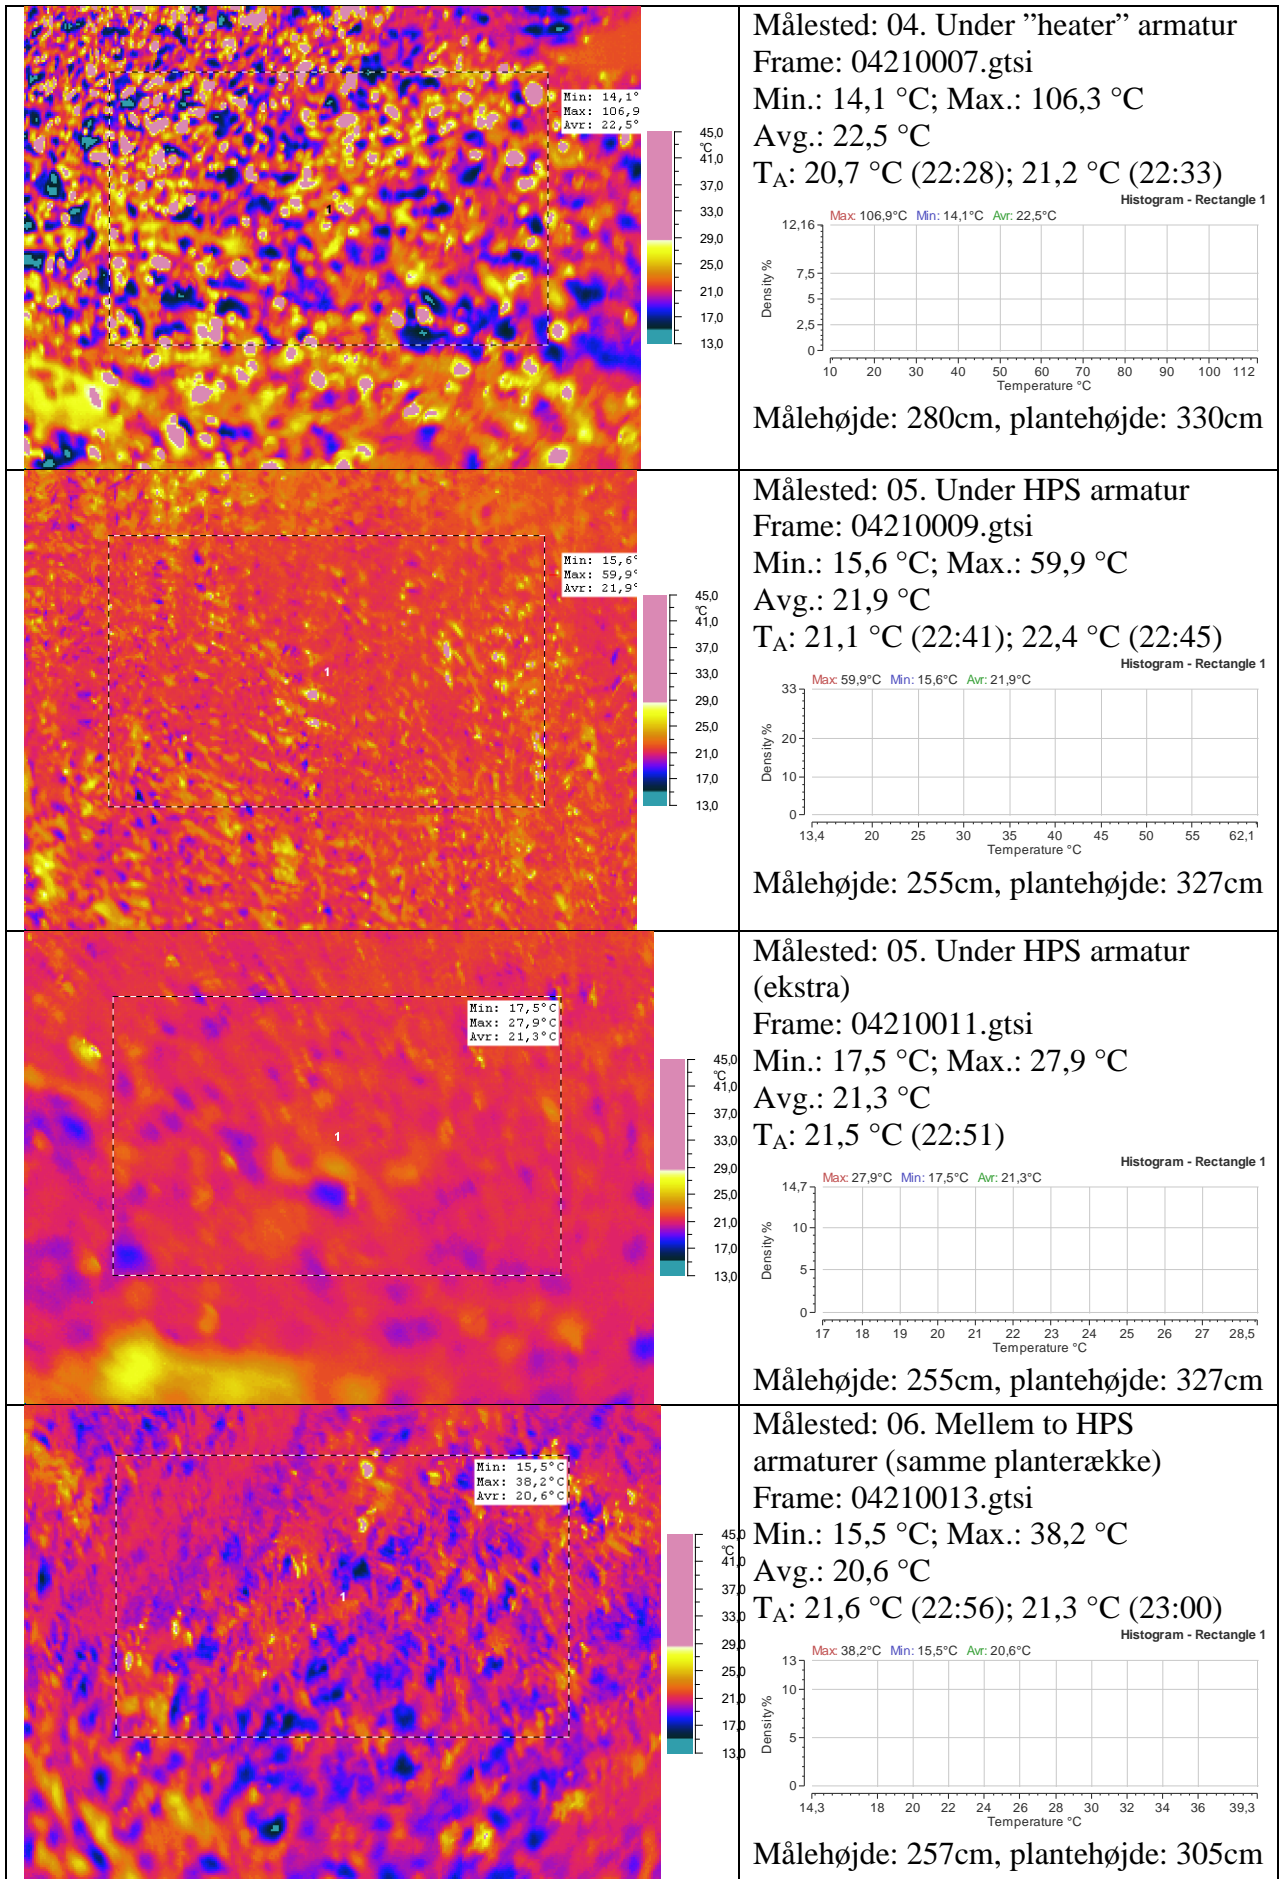 Min: 14,1°
Max: 106,9
Avr: 22,5°
45,0
°C
41,0
37,0
33,0
29,0
25,0
21,0
17,0
13,0
1
Målested: 04. Under ”heater” armatur
Frame: 04210007.gtsi
Min.: 14,1 °C; Max.: 106,3 °C
Avg.: 22,5 °C
TA: 20,7 °C (22:28); 21,2 °C (22:33)
Histogram - Rectangle 1
Max: 106,9°C Min: 14,1°C Avr: 22,5°C
12,16
7,5
5
2,5
0
Density %
10 20 30 40 50 60 70 80 90 100 112
Temperature °C
Målehøjde: 280cm, plantehøjde: 330cm
Min: 15,6°
Max: 59,9°
Avr: 21,9°
45,0
°C
41,0
37,0
33,0
29,0
25,0
21,0
17,0
13,0
1
Målested: 05. Under HPS armatur
Frame: 04210009.gtsi
Min.: 15,6 °C; Max.: 59,9 °C
Avg.: 21,9 °C
TA: 21,1 °C (22:41); 22,4 °C (22:45)
Histogram - Rectangle 1
Max: 59,9°C Min: 15,6°C Avr: 21,9°C
33
20
10
0
Density %
13,4 20 25 30 35 40 45 50 55 62,1
Temperature °C
Målehøjde: 255cm, plantehøjde: 327cm
Min: 17,5°C
Max: 27,9°C
Avr: 21,3°C
45,0
°C
41,0
37,0
33,0
29,0
25,0
21,0
17,0
13,0
1
Målested: 05. Under HPS armatur
(ekstra)
Frame: 04210011.gtsi
Min.: 17,5 °C; Max.: 27,9 °C
Avg.: 21,3 °C
TA: 21,5 °C (22:51)
Histogram - Rectangle 1
Max: 27,9°C Min: 17,5°C Avr: 21,3°C
14,7
10
5
0
Density %
17 18 19 20 21 22 23 24 25 26 27 28,5
Temperature °C
Målehøjde: 255cm, plantehøjde: 327cm
Min: 15,5°C
Max: 38,2°C
Avr: 20,6°C
45,0
°C
41,0
37,0
33,0
29,0
25,0
21,0
17,0
13,0
1
Målested: 06. Mellem to HPS
armaturer (samme planterække)
Frame: 04210013.gtsi
Min.: 15,5 °C; Max.: 38,2 °C
Avg.: 20,6 °C
TA: 21,6 °C (22:56); 21,3 °C (23:00)
Histogram - Rectangle 1
Max: 38,2°C Min: 15,5°C Avr: 20,6°C
13
10
5
0
Density %
14,3 18 20 22 24 26 28 30 32 34 36 39,3
Temperature °C
Målehøjde: 257cm, plantehøjde: 305cm